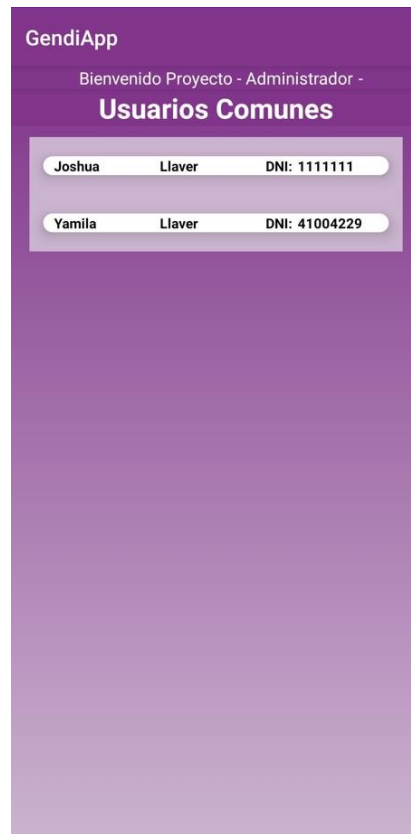 GendiApp
Bienvenido Proyecto - Administrador -
Usuarios Comunes
Joshua Llaver DNI: 1111111
Yamila Llaver DNI: 41004229